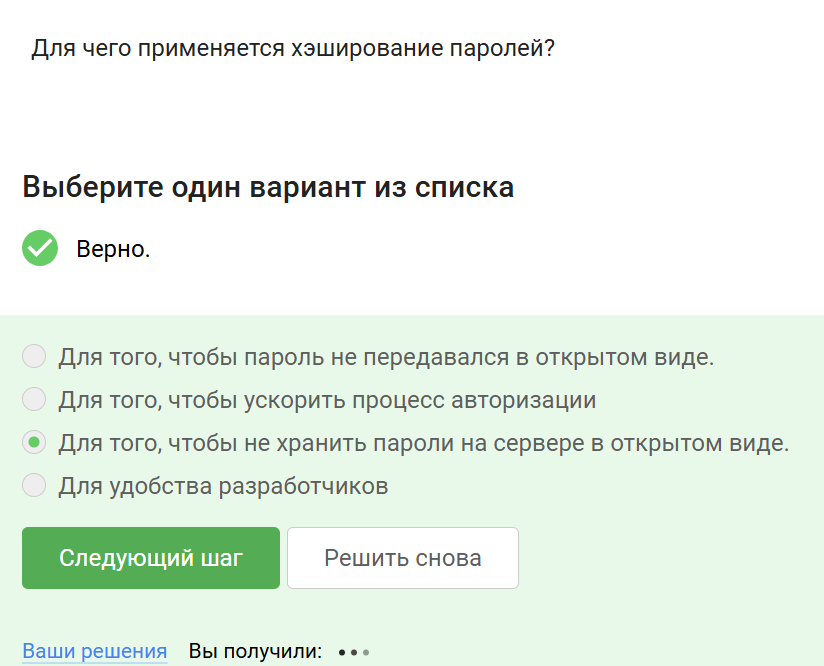 Для чего применяется хэширование паролей?
Выберите один вариант из списка
Верно.
Для того, чтобы пароль не передавался в открытом виде.
Для того, чтобы ускорить процесс авторизации
Для того, чтобы не хранить пароли на сервере в открытом виде.
Для удобства разработчиков
Следующий шаг Решить снова
Ваши решения Вы получили: